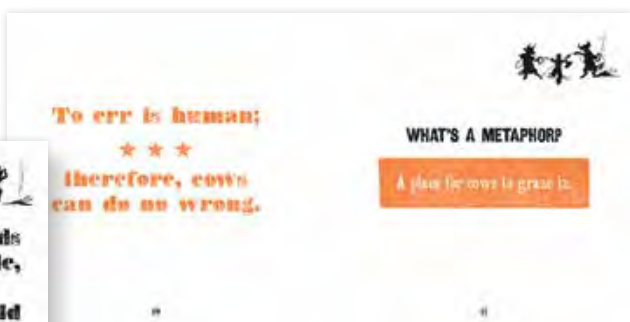 To err is human;
therefore, cows
can do no wrong.
WHAT'S A METAPHOR?
A place for cows to graze in.